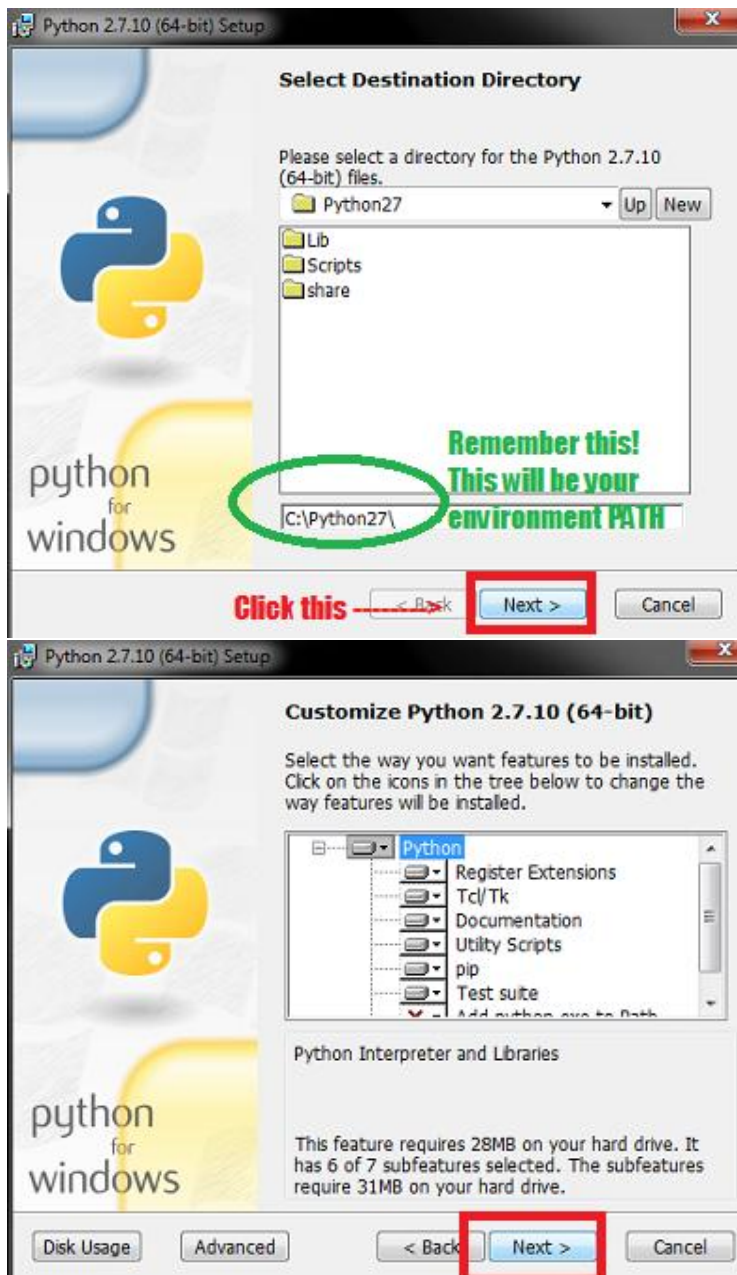 Python 2.7.10 (64-bit) Setup
Select Destination Directory
Please select a directory for the Python 2.7.10
(64-bit) files.
Python27
Up
New
Lib
Scripts
share
Remember this!
This will be your
environment PATH
C:\Python27\
python
for
windows
Click this ------->
< Back
Next >
Cancel
Python 2.7.10 (64-bit) Setup
Customize Python 2.7.10 (64-bit)
Select the way you want features to be installed.
Click on the icons in the tree below to change the
way features will be installed.
Python
Register Extensions
Tcl/Tk
Documentation
Utility Scripts
pip
Test suite
Add python.exe to Path
Python Interpreter and Libraries
This feature requires 28MB on your hard drive. It
has 6 of 7 subfeatures selected. The subfeatures
require 31MB on your hard drive.
python
for
windows
Disk Usage
Advanced
< Back
Next >
Cancel